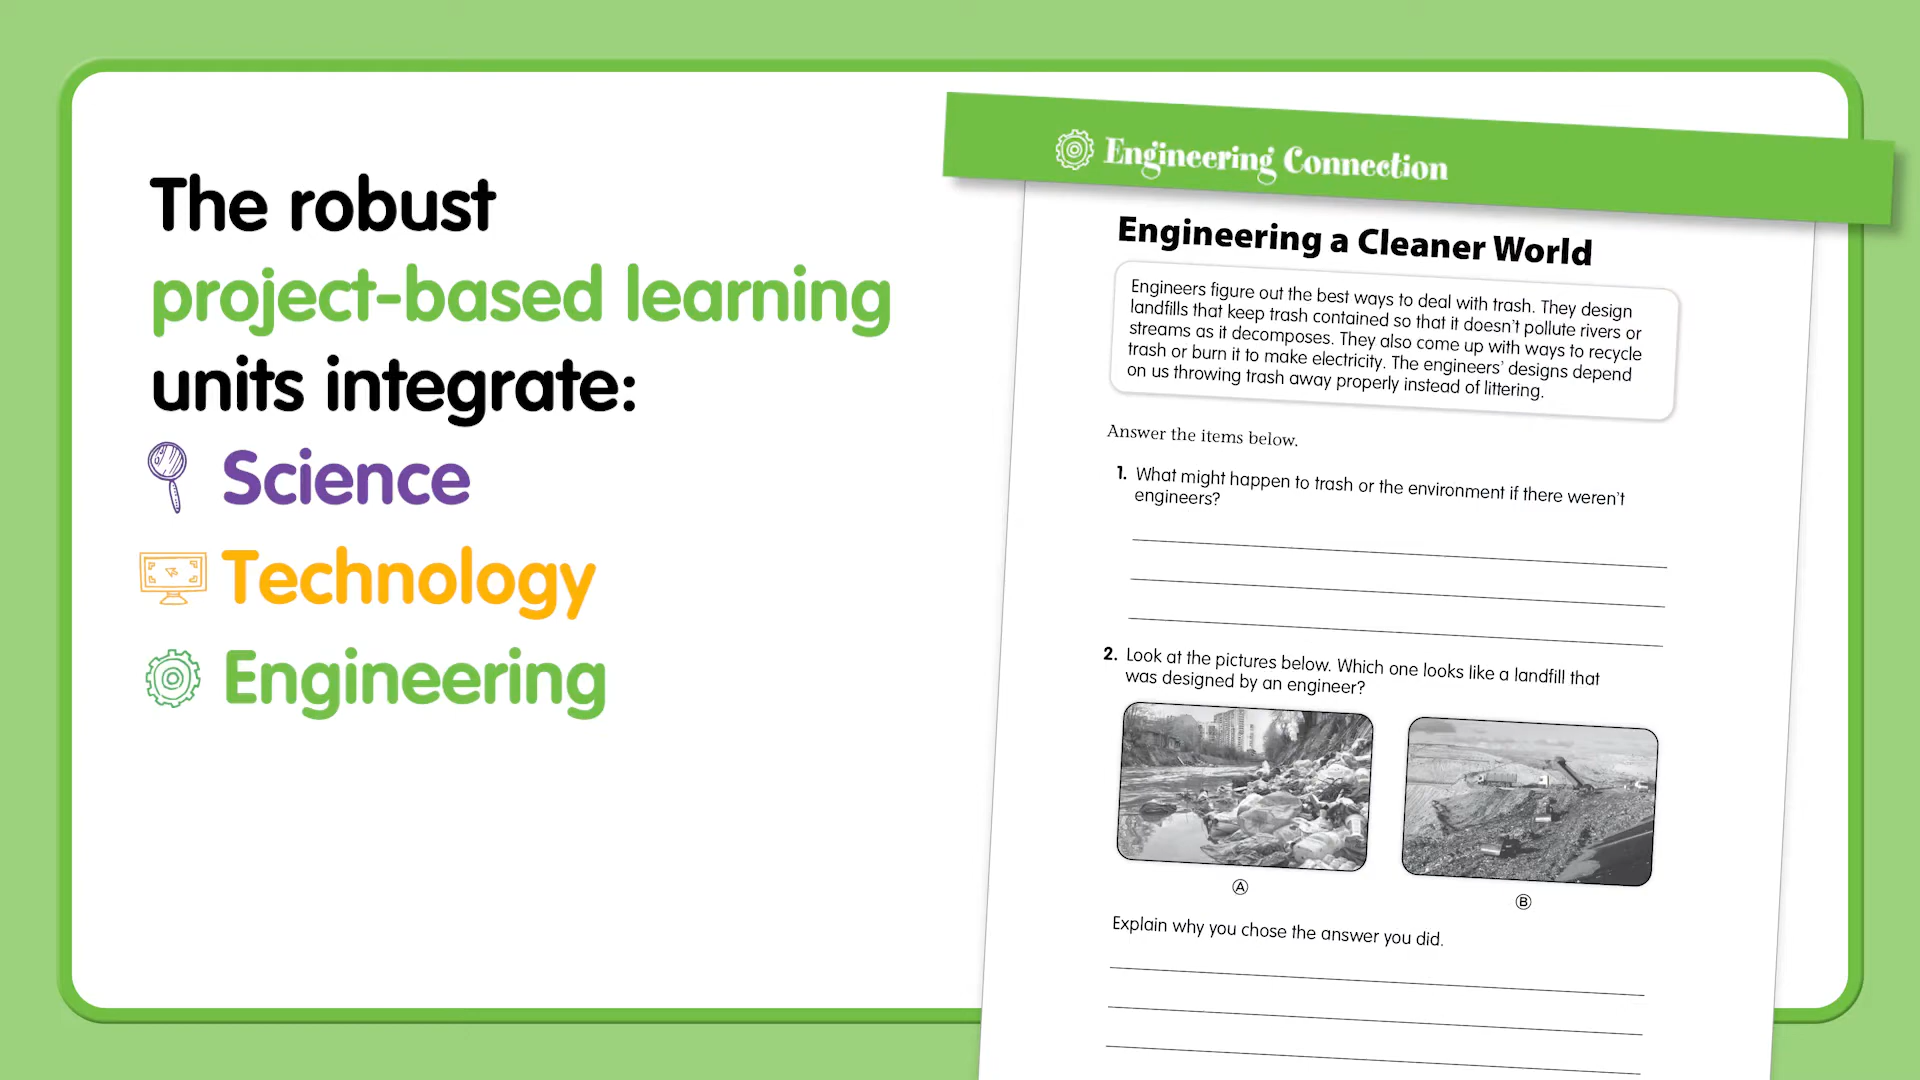 The robust
project-based learning
units integrate:
Science
Technology
Engineering
Engineering Connection
Engineering a Cleaner World
Engineers figure out the best ways to deal with trash. They design
landfills that keep trash contained so that it doesn't pollute rivers or
streams as it decomposes. They also come up with ways to recycle
trash or burn it to make electricity. The engineers' designs depend
on us throwing trash away properly instead of littering.
Answer the items below.
1. What might happen to trash or the environment if there weren't
engineers?
2. Look at the pictures below. Which one looks like a landfill that
was designed by an engineer?
A
B
Explain why you chose the answer you did.